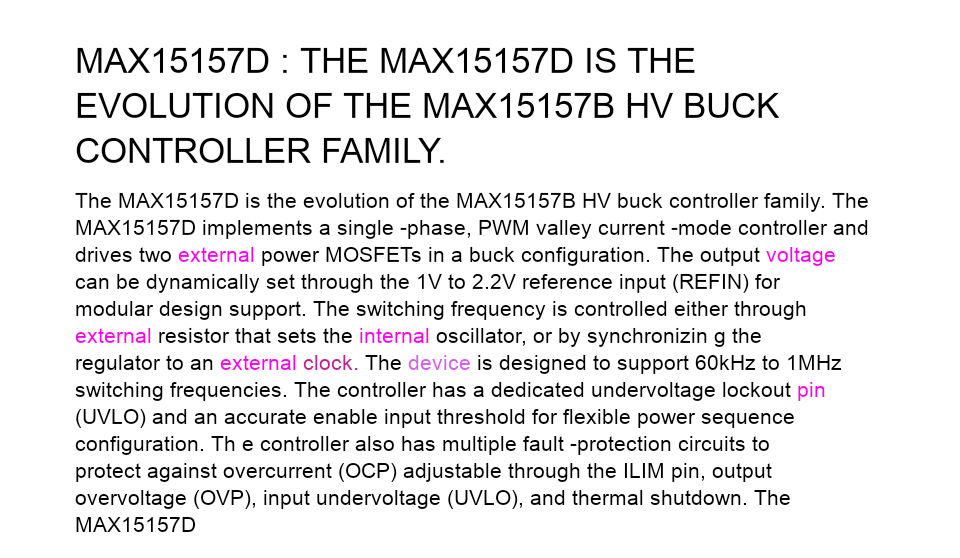 MAX15157D : THE MAX15157D IS THE
EVOLUTION OF THE MAX15157B HV BUCK
CONTROLLER FAMILY.
The MAX15157D is the evolution of the MAX15157B HV buck controller family. The
MAX15157D implements a single -phase, PWM valley current -mode controller and
drives two external power MOSFETs in a buck configuration. The output voltage
can be dynamically set through the 1V to 2.2V reference input (REFIN) for
modular design support. The switching frequency is controlled either through
external resistor that sets the internal oscillator, or by synchronizin g the
regulator to an external clock. The device is designed to support 60kHz to 1MHz
switching frequencies. The controller has a dedicated undervoltage lockout pin
(UVLO) and an accurate enable input threshold for flexible power sequence
configuration. Th e controller also has multiple fault -protection circuits to
protect against overcurrent (OCP) adjustable through the ILIM pin, output
overvoltage (OVP), input undervoltage (UVLO), and thermal shutdown. The
MAX15157D